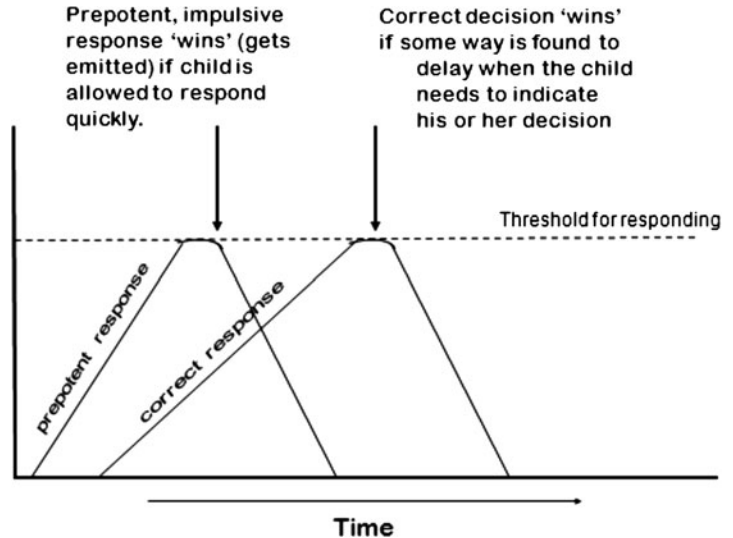 Prepotent, impulsive
response ‘wins’ (gets
emitted) if child is
allowed to respond
quickly.
Correct decision ‘wins’
if some way is found to
delay when the child
needs to indicate
his or her decision
Threshold for responding
prepotent response
correct response
Time